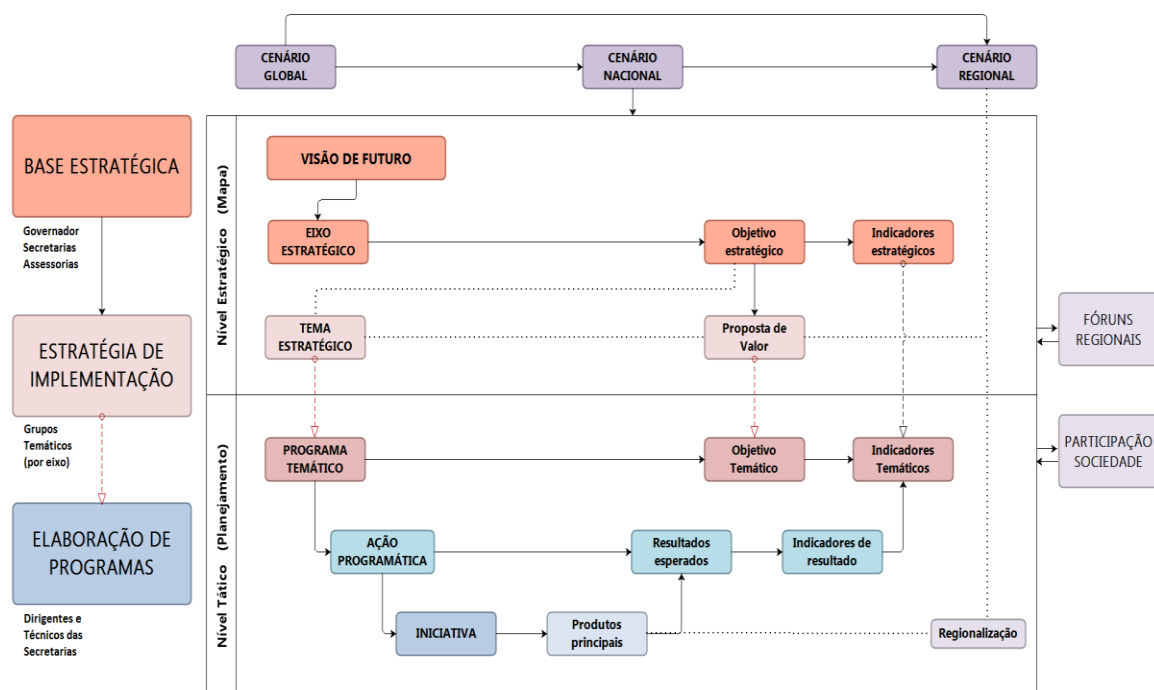 CENÁRIO
GLOBAL
CENÁRIO
NACIONAL
CENÁRIO
REGIONAL
BASE ESTRATÉGICA
Governador
Secretarias
Assessorias
ESTRATÉGIA DE
IMPLEMENTAÇÃO
Grupos
Temáticos
(por eixo)
ELABORAÇÃO DE
PROGRAMAS
Dirigentes e
Técnicos das
Secretarias
Nível Estratégico (Mapa)
VISÃO DE FUTURO
EIXO
ESTRATÉGICO
Objetivo
estratégico
Indicadores
estratégicos
TEMA
ESTRATÉGICO
Proposta de
Valor
Nível Tático (Planejamento)
PROGRAMA
TEMÁTICO
Objetivo
Temático
Indicadores
Temáticos
AÇÃO
PROGRAMÁTICA
Resultados
esperados
Indicadores de
resultado
INICIATIVA
Produtos
principais
Regionalização
FÓRUNS
REGIONAIS
PARTICIPAÇÃO
SOCIEDADE